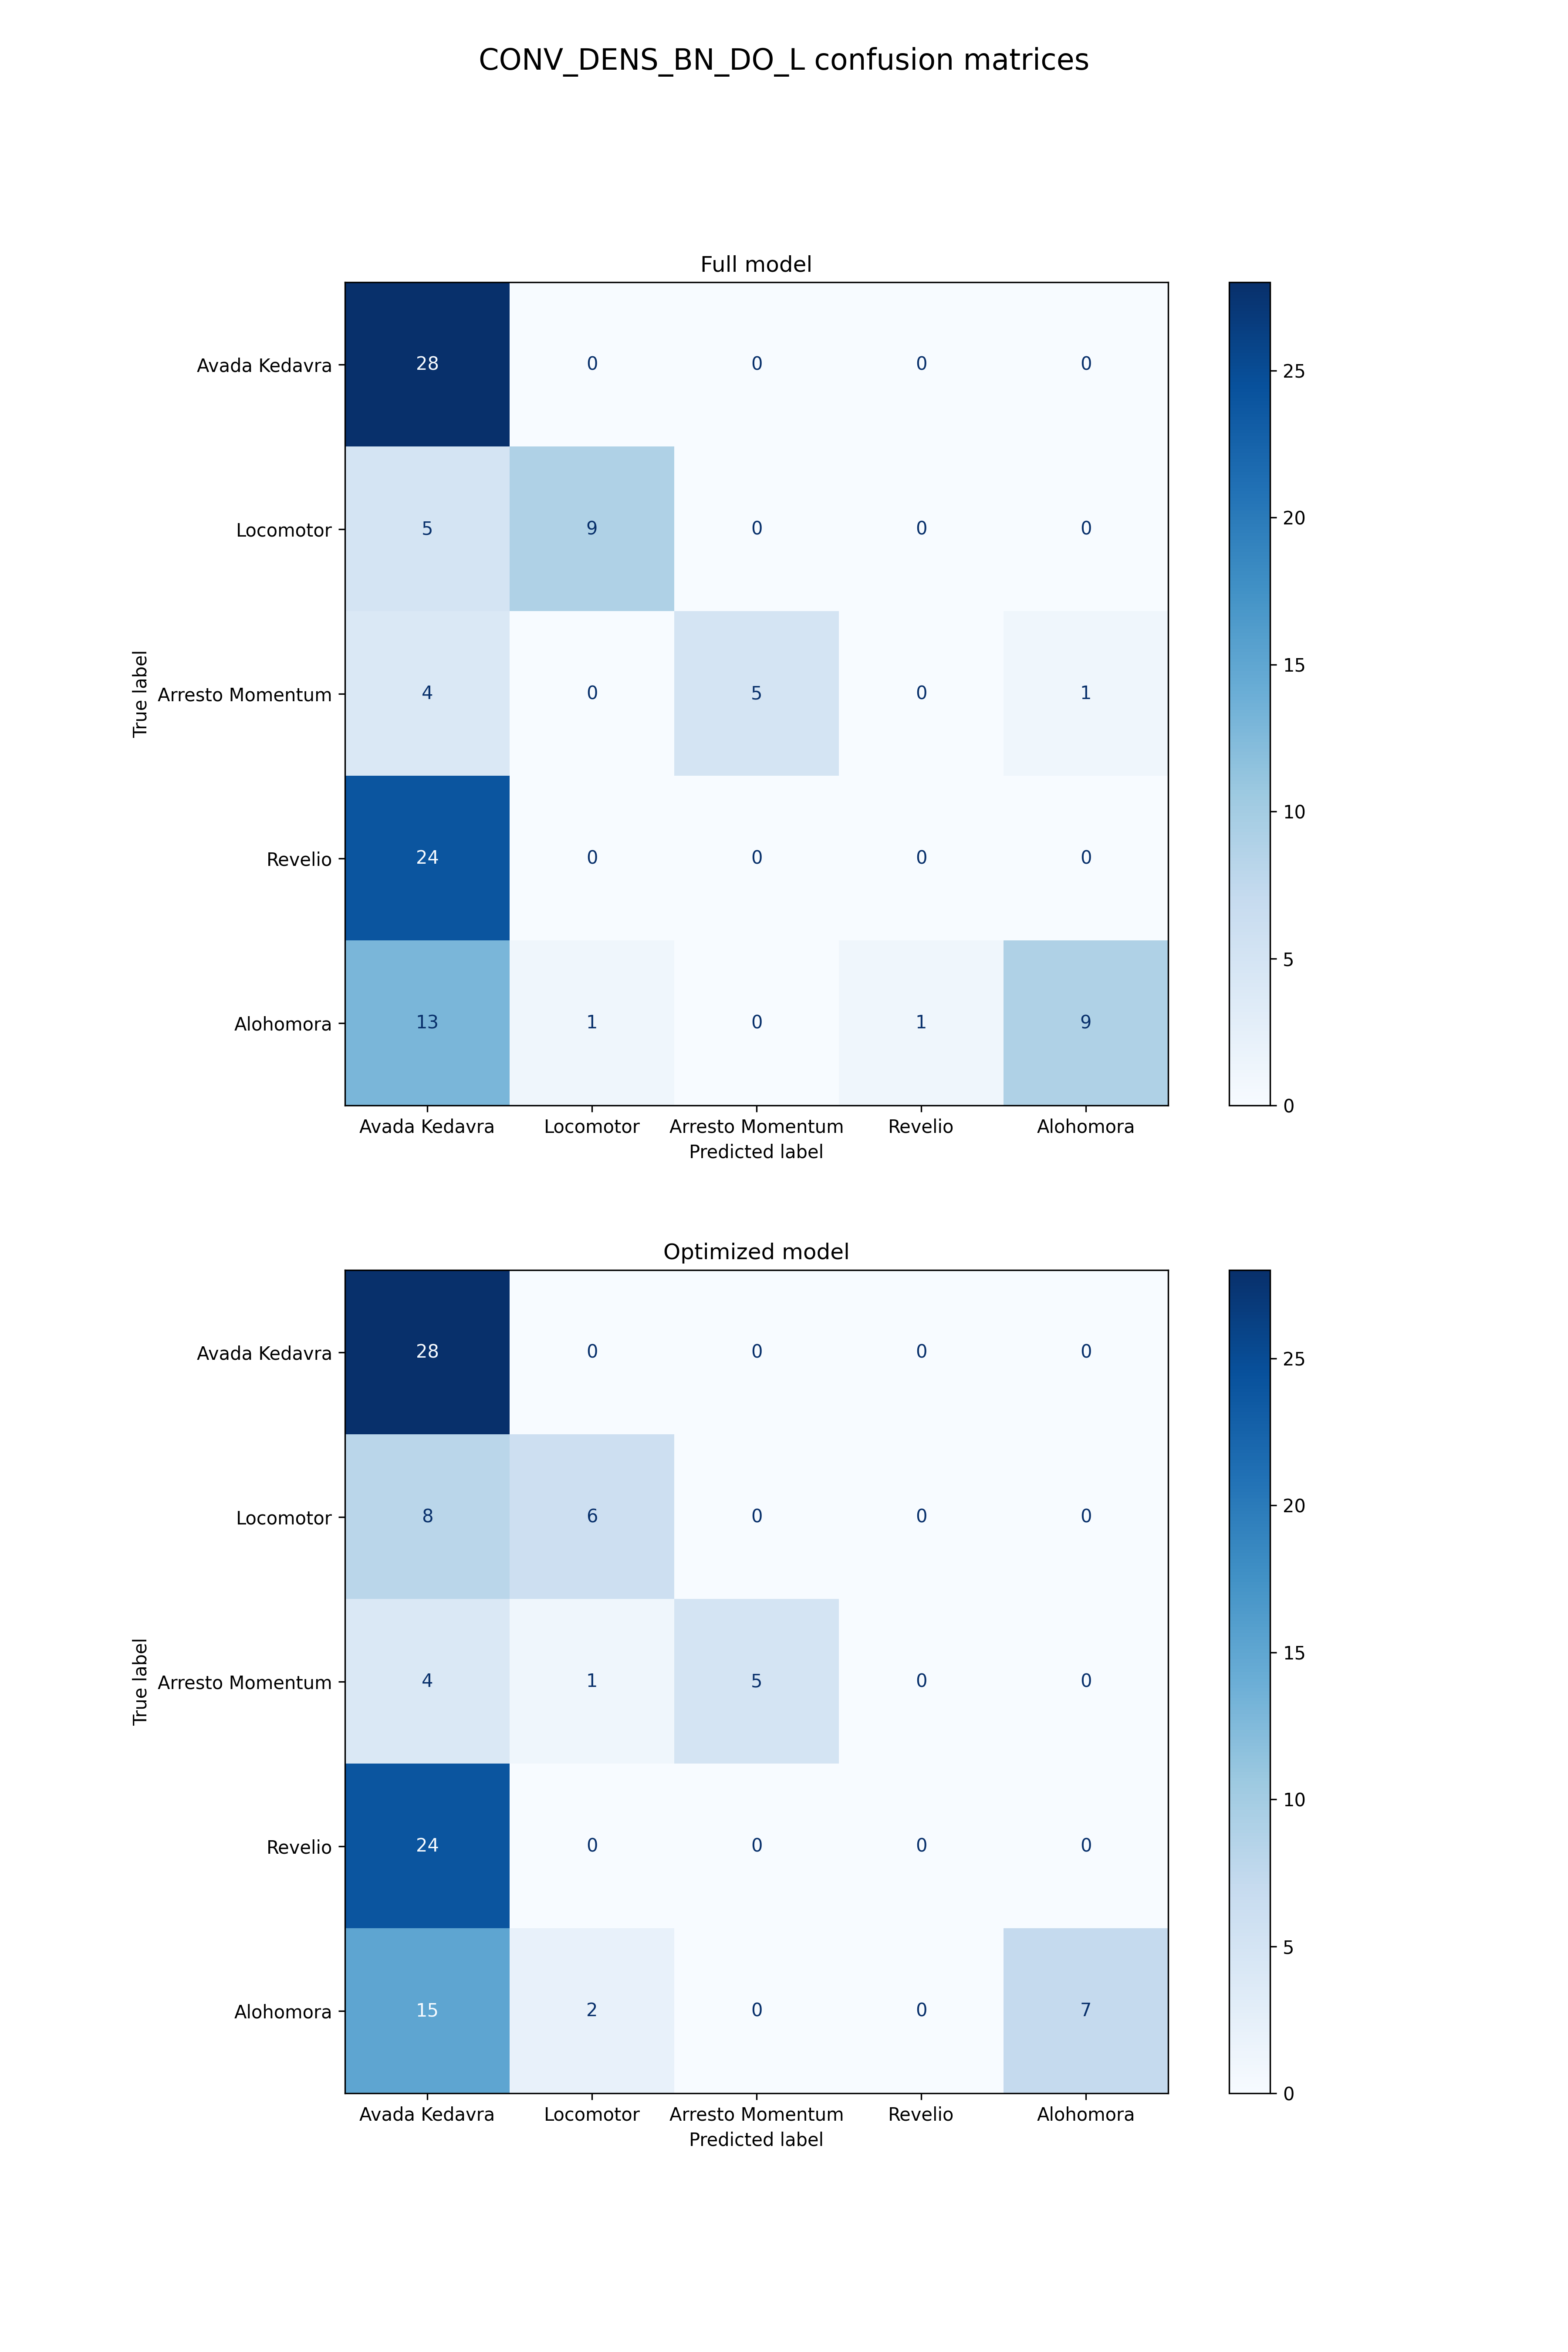 CONV_DENS_BN_DO_L confusion matrices
Full model
Avada Kedavra 28 0 0 0 0
Locomotor 5 9 0 0 0
Arresto Momentum 4 0 5 0 1
Revelio 24 0 0 0 0
Alohomora 13 1 0 1 9
True label
Avada Kedavra Locomotor Arresto Momentum Revelio Alohomora
Predicted label
25
20
15
10
5
0
Optimized model
Avada Kedavra 28 0 0 0 0
Locomotor 8 6 0 0 0
Arresto Momentum 4 1 5 0 0
Revelio 24 0 0 0 0
Alohomora 15 2 0 0 7
True label
Avada Kedavra Locomotor Arresto Momentum Revelio Alohomora
Predicted label
25
20
15
10
5
0